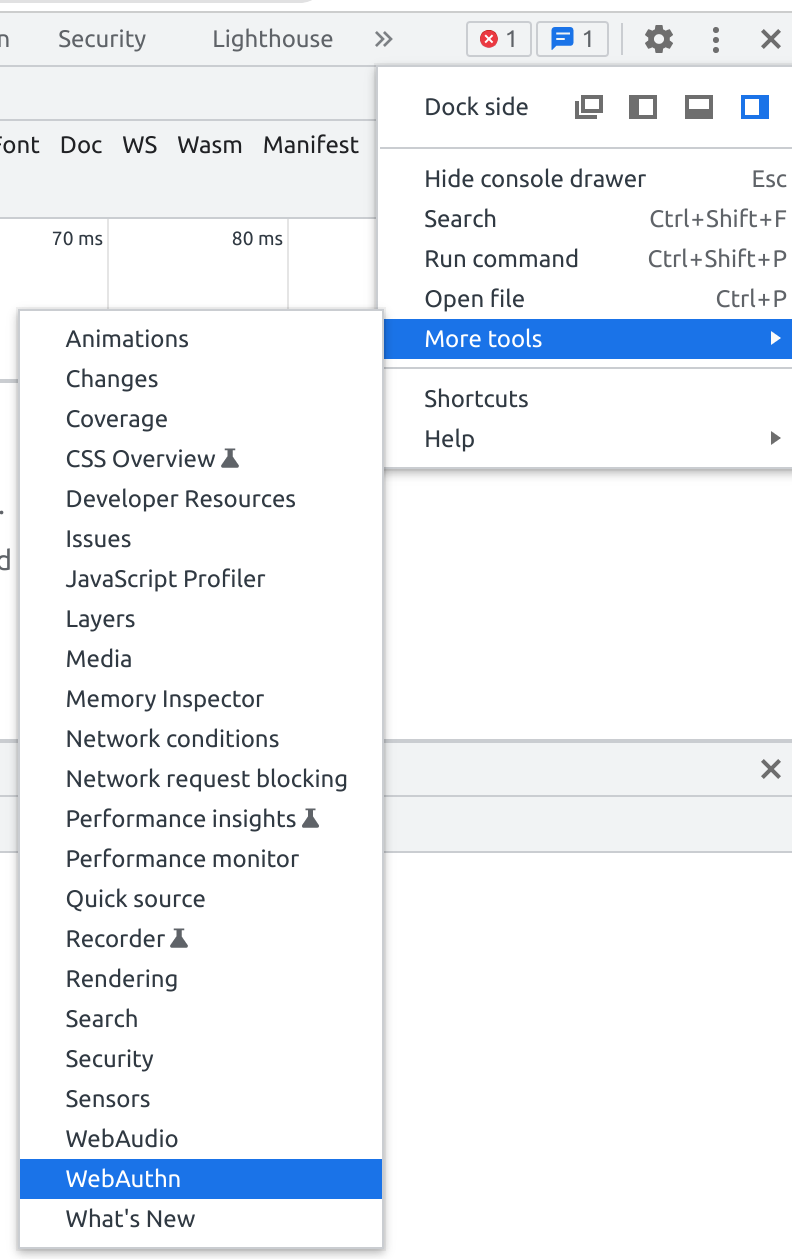 Security Lighthouse 1 1
Dock side
Doc WS Wasm Manifest
Hide console drawer Esc
Search Ctrl+Shift+F
70 ms 80 ms
Run command Ctrl+Shift+P
Open file Ctrl+P
More tools
Shortcuts
Help
Animations
Changes
Coverage
CSS Overview
Developer Resources
Issues
JavaScript Profiler
Layers
Media
Memory Inspector
Network conditions
Network request blocking
Performance insights
Performance monitor
Quick source
Recorder
Rendering
Search
Security
Sensors
WebAudio
WebAuthn
What's New